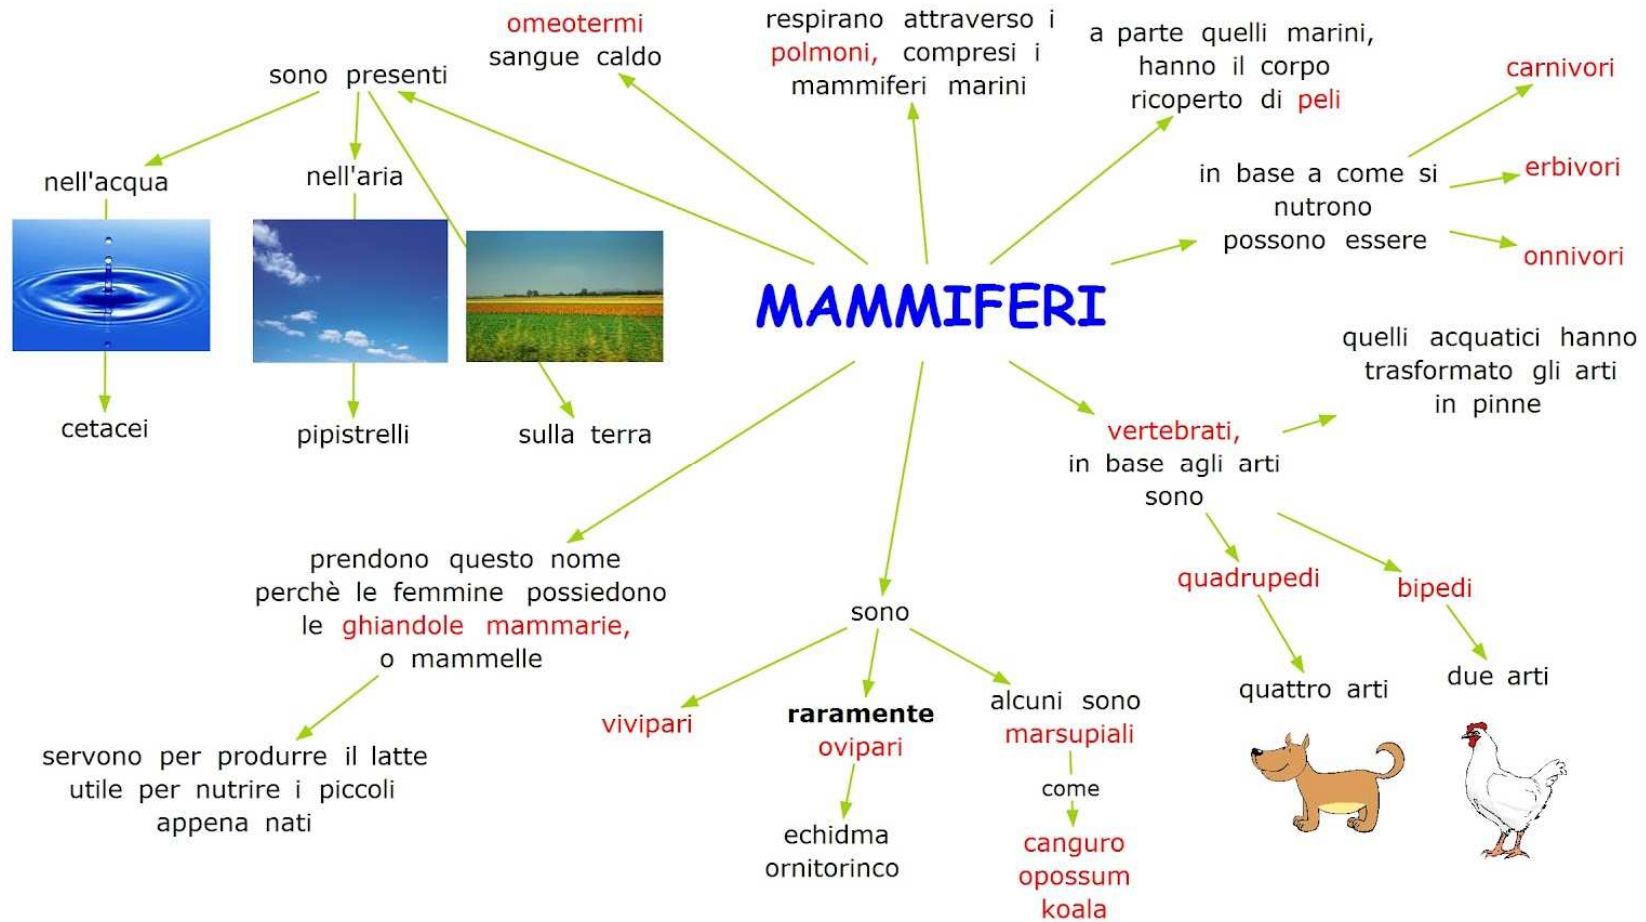 omeotermi
sangue caldo
respirano attraverso i
polmoni, compresi i
mammiferi marini
a parte quelli marini,
hanno il corpo
ricoperto di peli
carnivori
erbivori
onnivori
in base a come si
nutrono
possono essere
sono presenti
nell'acqua
nell'aria
cetacei
pipistrelli
sulla terra
MAMMIFERI
quelli acquatici hanno
trasformato gli arti
in pinne
vertebrati,
in base agli arti
sono
quadrupedi
bipedi
quattro arti
due arti
prendono questo nome
perchè le femmine possiedono
le ghiandole mammarie,
o mammelle
servono per produrre il latte
utile per nutrire i piccoli
appena nati
sono
vivipari
raramente
ovipari
echidma
ornitorinco
alcuni sono
marsupiali
come
canguro
opossum
koala